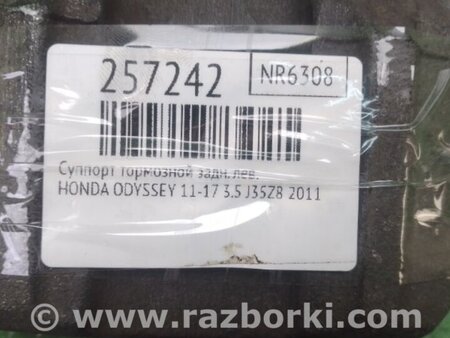 257242
NR6308
Суппорт тормозной задн. лев.
HONDA ODYSSEY 11-17 3.5 J35Z8 2011
www.razborki.com